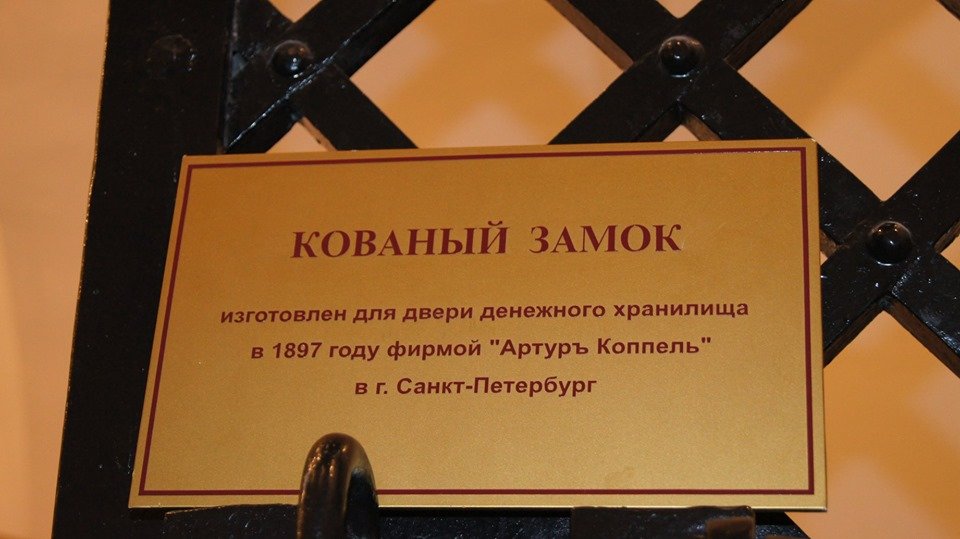 КОВАНЫЙ ЗАМОК
изготовлен для двери денежного хранилища
в 1897 году фирмой "Артуръ Коппель"
в г. Санкт-Петербург